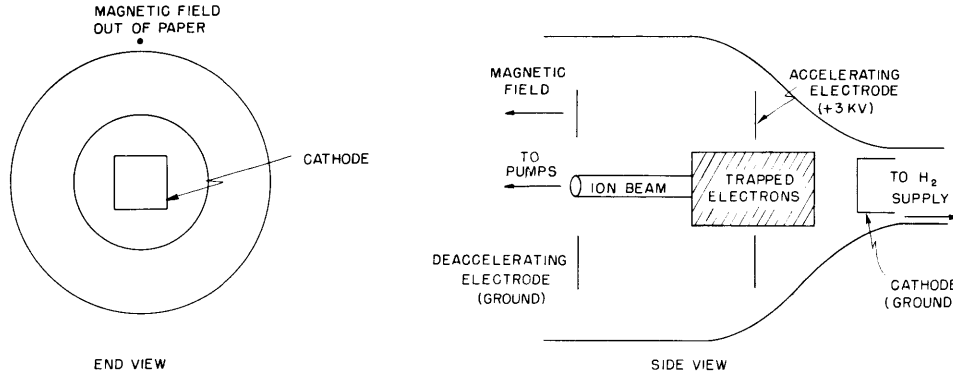 MAGNETIC FIELD
OUT OF PAPER
CATHODE
END VIEW
MAGNETIC
FIELD
ACCELERATING
ELECTRODE
(+3 KV)
TO
PUMPS
ION BEAM
TRAPPED
ELECTRONS
TO H2
SUPPLY
DEACCELERATING
ELECTRODE
(GROUND)
CATHODE
(GROUND
SIDE VIEW